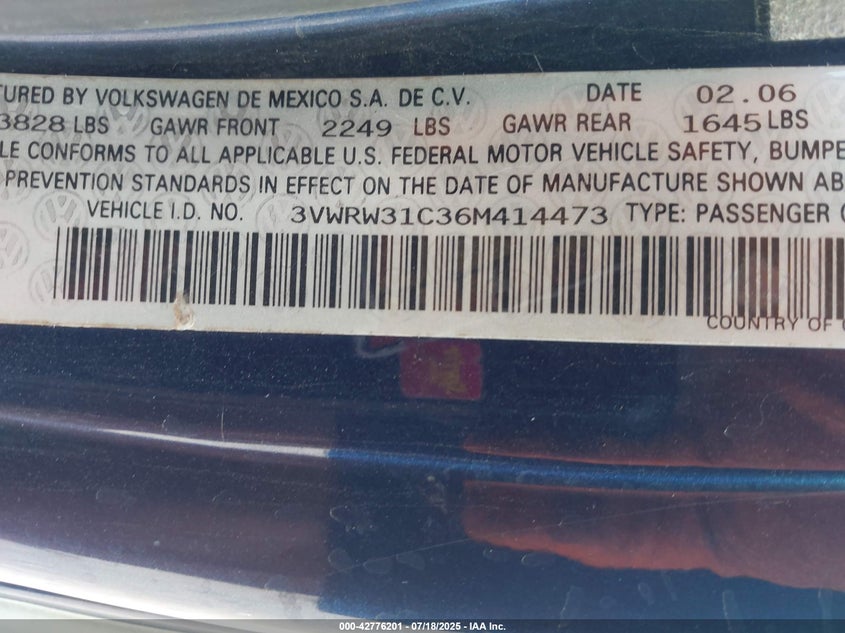 TURED BY VOLKSWAGEN DE MEXICO S.A. DE C.V. DATE 02.06
3828 LBS GAWR FRONT 2249 LBS GAWR REAR 1645 LBS
LE CONFORMS TO ALL APPLICABLE U.S. FEDERAL MOTOR VEHICLE SAFETY, BUMPE
PREVENTION STANDARDS IN EFFECT ON THE DATE OF MANUFACTURE SHOWN AB
VEHICLE I.D. NO. 3VWRW31C36M414473 TYPE: PASSENGER C
COUNTRY OF
000-42776201 - 07/18/2025 - IAA Inc.